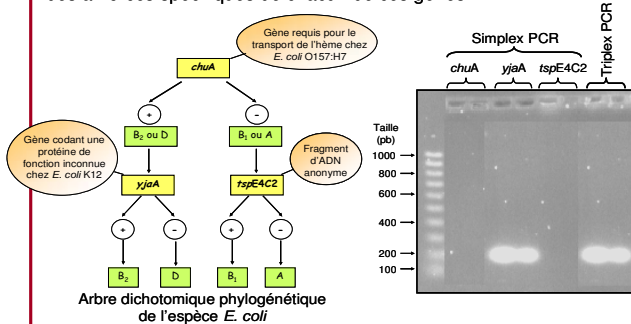 Gène requis pour le
transport de l'hème chez
E. coli O157:H7
chuA
+
-
B2 ou D
B1 ou A
Gène codant une
protéine de
fonction inconnue
chez E. coli K12
Fragment
d'ADN
anonyme
yjaA
tspE4C2
+
-
+
-
B2
D
B1
A
Arbre dichotomique phylogénétique
de l'espèce E. coli
Simplex PCR
Triplex PCR
chuA yjaA tspE4C2
Taille
(pb)
1000
800
600
400
200
100